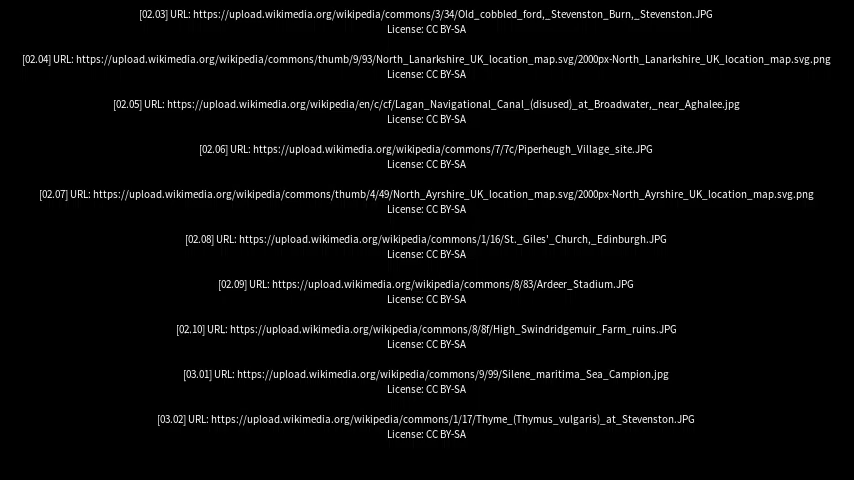 [02.03] URL: https://upload.wikimedia.org/wikipedia/commons/3/34/Old_cobbled_ford,_Stevenston_Burn,_Stevenston.JPG
License: CC BY-SA
[02.04] URL: https://upload.wikimedia.org/wikipedia/commons/thumb/9/93/North_Lanarkshire_UK_location_map.svg/2000px-North_Lanarkshire_UK_location_map.svg.png
License: CC BY-SA
[02.05] URL: https://upload.wikimedia.org/wikipedia/en/c/cf/Lagan_Navigational_Canal_(disused)_at_Broadwater,_near_Aghalee.jpg
License: CC BY-SA
[02.06] URL: https://upload.wikimedia.org/wikipedia/commons/7/7c/Piperheugh_Village_site.JPG
License: CC BY-SA
[02.07] URL: https://upload.wikimedia.org/wikipedia/commons/thumb/4/49/North_Ayrshire_UK_location_map.svg/2000px-North_Ayrshire_UK_location_map.svg.png
License: CC BY-SA
[02.08] URL: https://upload.wikimedia.org/wikipedia/commons/1/16/St._Giles'_Church,_Edinburgh.JPG
License: CC BY-SA
[02.09] URL: https://upload.wikimedia.org/wikipedia/commons/8/83/Ardeer_Stadium.JPG
License: CC BY-SA
[02.10] URL: https://upload.wikimedia.org/wikipedia/commons/8/8f/High_Swindridgemuir_Farm_ruins.JPG
License: CC BY-SA
[03.01] URL: https://upload.wikimedia.org/wikipedia/commons/9/99/Silene_maritima_Sea_Campion.jpg
License: CC BY-SA
[03.02] URL: https://upload.wikimedia.org/wikipedia/commons/1/17/Thyme_(Thymus_vulgaris)_at_Stevenston.JPG
License: CC BY-SA